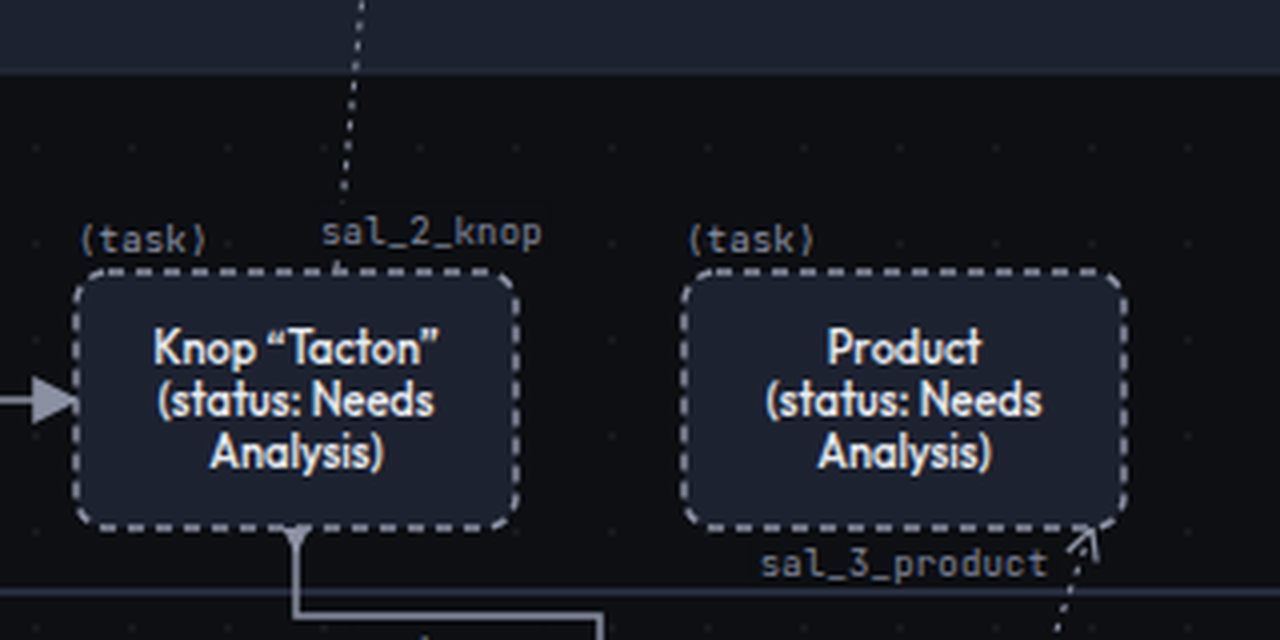 (task)
sal_2_knop
Knop “Tacton”
(status: Needs
Analysis)
(task)
Product
(status: Needs
Analysis)
sal_3_product